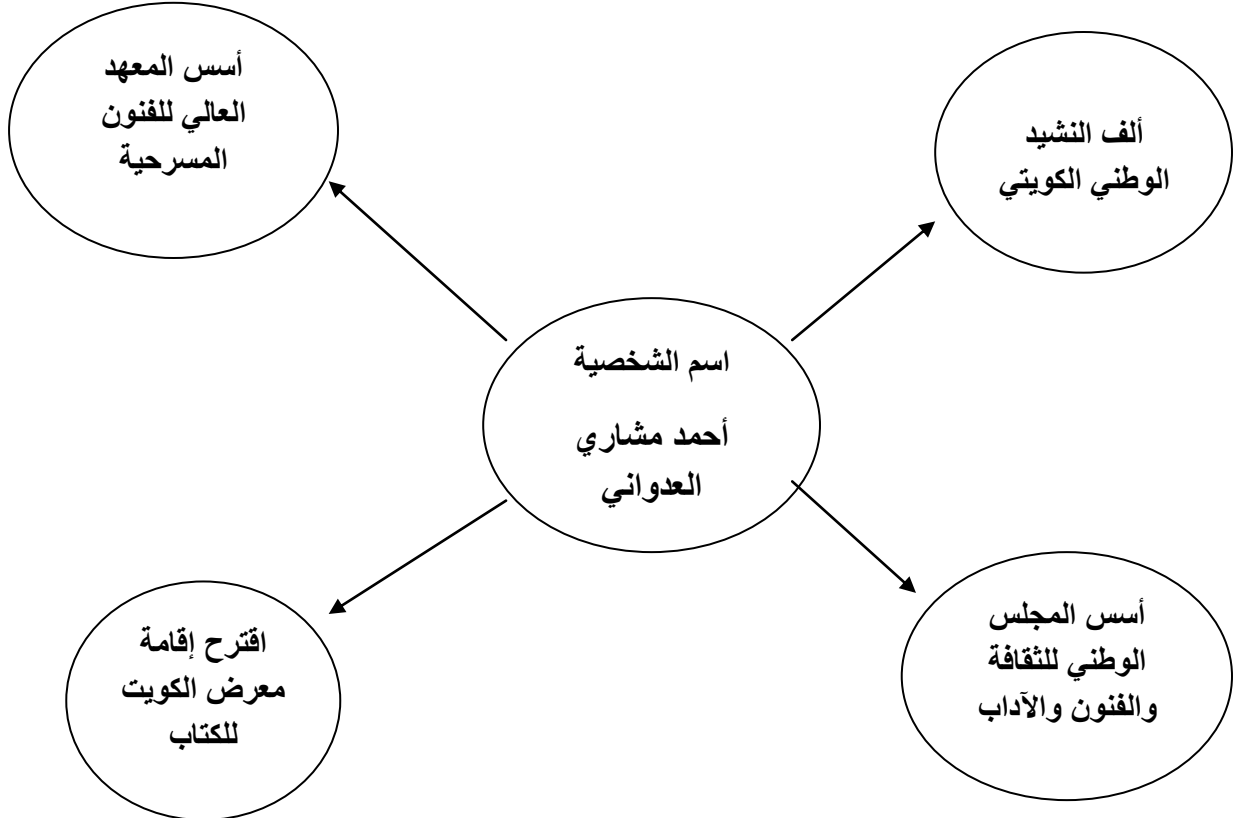 ألف النشيد
الوطني الكويتي
أسس المعهد
العالي للفنون
المسرحية
اسم الشخصية
أحمد مشاري
العدواني
أسس المجلس
الوطني للثقافة
والفنون والآداب
اقترح إقامة
معرض الكويت
للكتاب